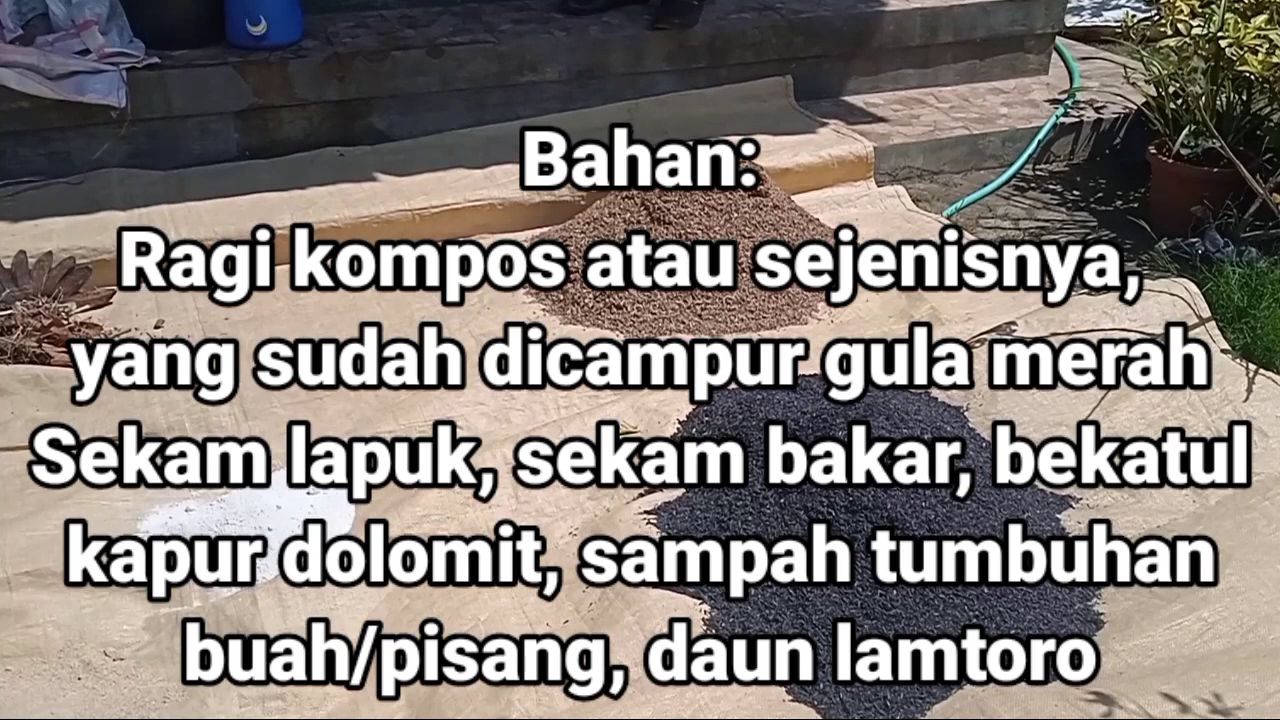 Bahan:
Ragi kompos atau sejenisnya,
yang sudah dicampur gula merah
Sekam lapuk, sekam bakar, bekatul
kapur dolomit, sampah tumbuhan
buah/pisang, daun lamtoro